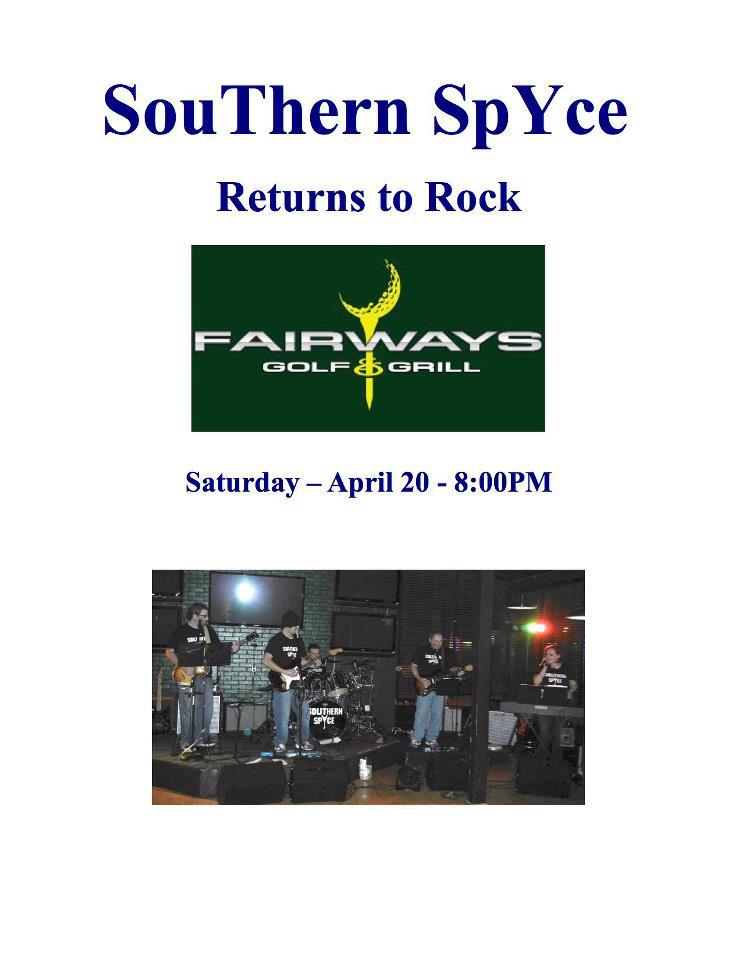 SouThern SpYce
Returns to Rock
FAIRWAYS
GOLF & GRILL
Saturday – April 20 - 8:00PM
SOUTHERN
SPYCE